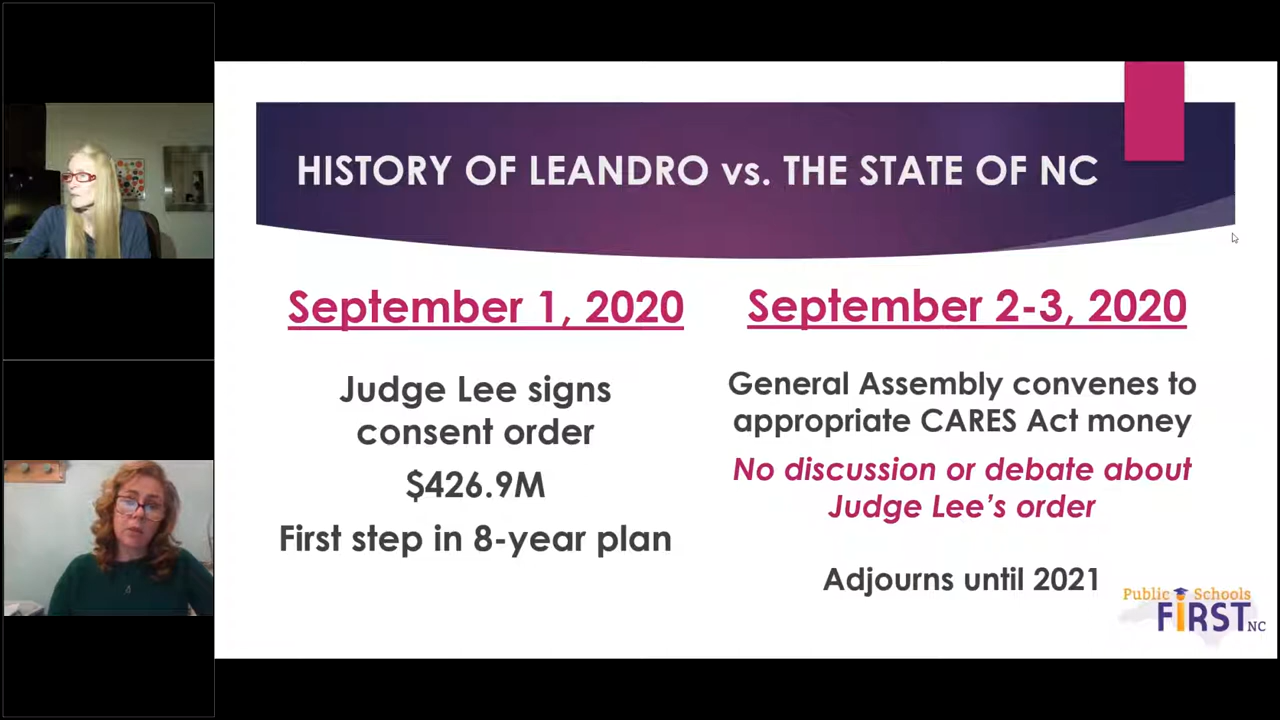 HISTORY OF LEANDRO vs. THE STATE OF NC
September 1, 2020
Judge Lee signs
consent order
$426.9M
First step in 8-year plan
September 2-3, 2020
General Assembly convenes to
appropriate CARES Act money
No discussion or debate about
Judge Lee's order
Adjourns until 2021
Public Schools
FiRST NC